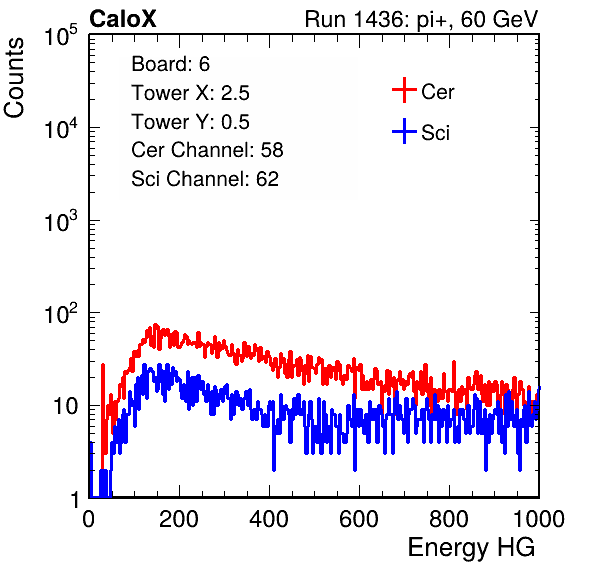 CaloX
Run 1436: pi+, 60 GeV
Board: 6
Tower X: 2.5
Tower Y: 0.5
Cer Channel: 58
Sci Channel: 62
Cer
Sci
Counts
10^5
10^4
10^3
10^2
10
1
0 200 400 600 800 1000
Energy HG